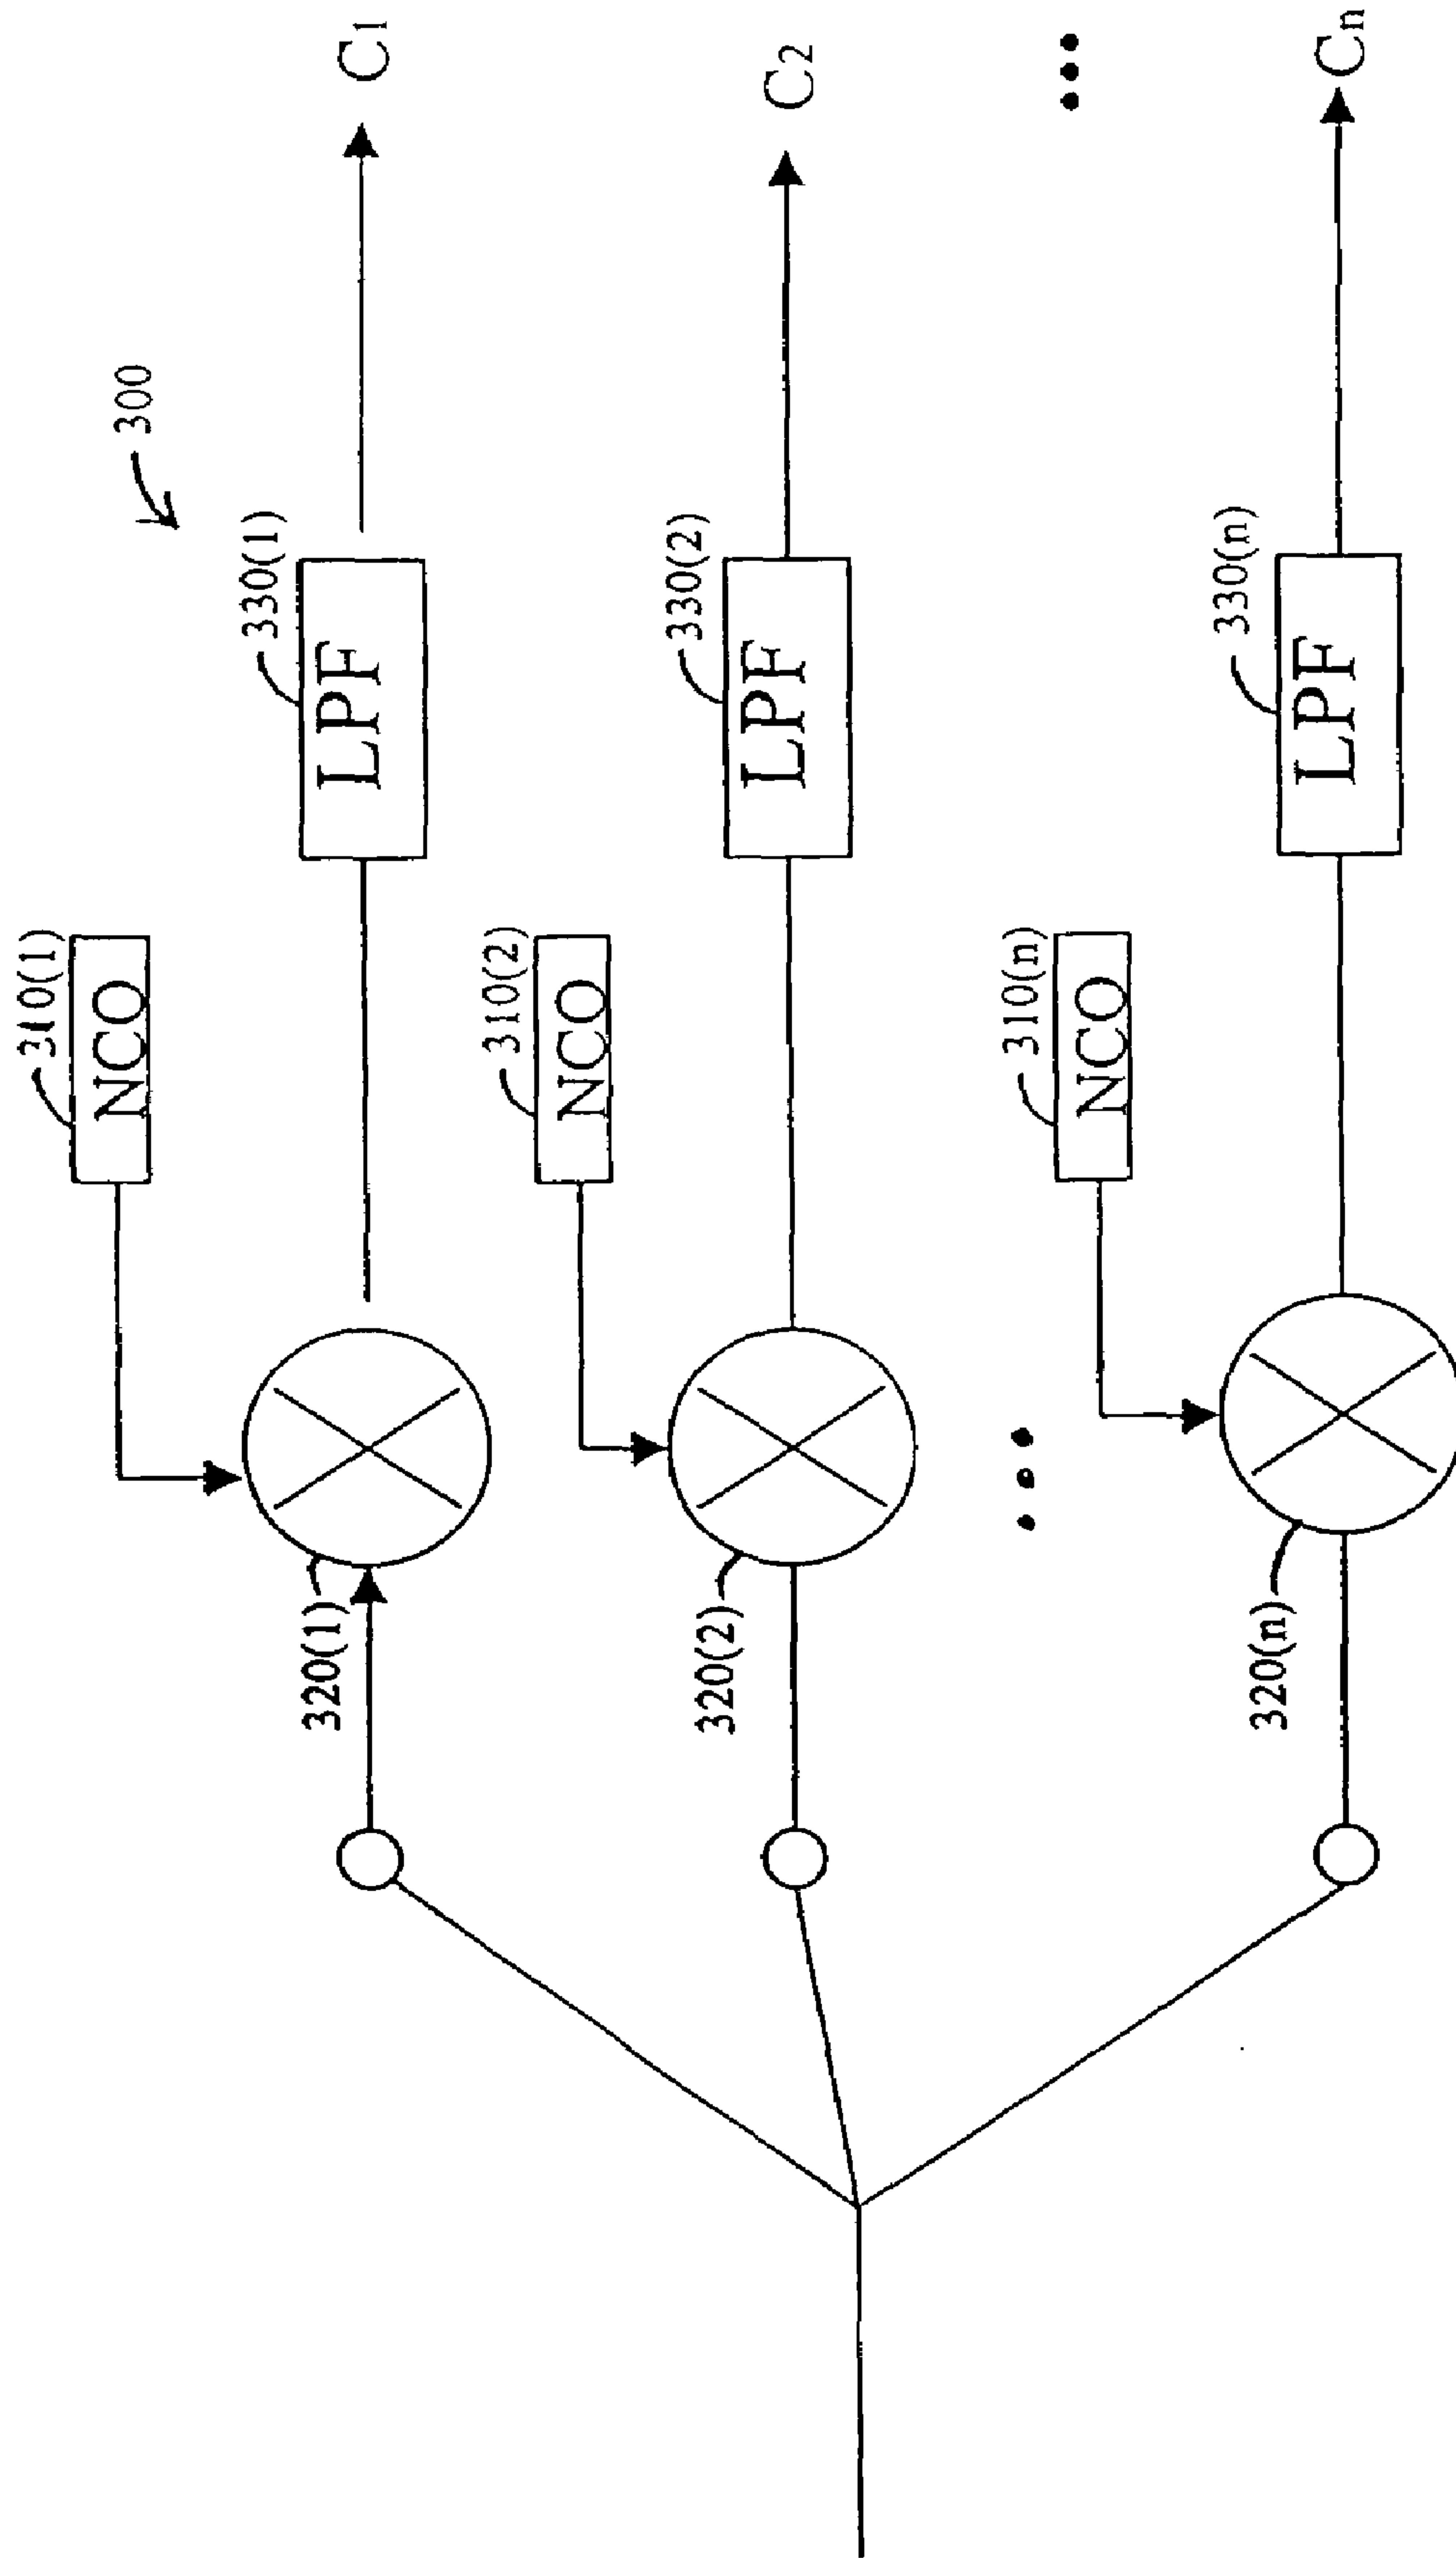 300
310(1)
NCO
320(1)
330(1)
LPF
C1
310(2)
NCO
320(2)
330(2)
LPF
C2
310(n)
NCO
320(n)
330(n)
LPF
Cn